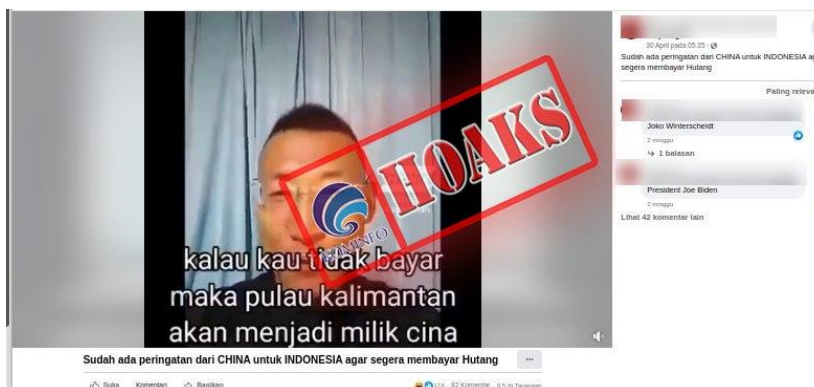 HOAKS
KOMINFO
kalau kau tidak bayar
maka pulau kalimantan
akan menjadi milik cina
Sudah ada peringatan dari CHINA untuk INDONESIA agar segera membayar Hutang
Suka Komentari Bagikan
82 Komentar
30 April pada 05.35
Sudah ada peringatan dari CHINA untuk INDONESIA
segera membayar Hutang
Paling
Joko Winterscheidt
2 minggu
1 balasan
President Joe Biden
2 minggu
Lihat 42 komentar lain